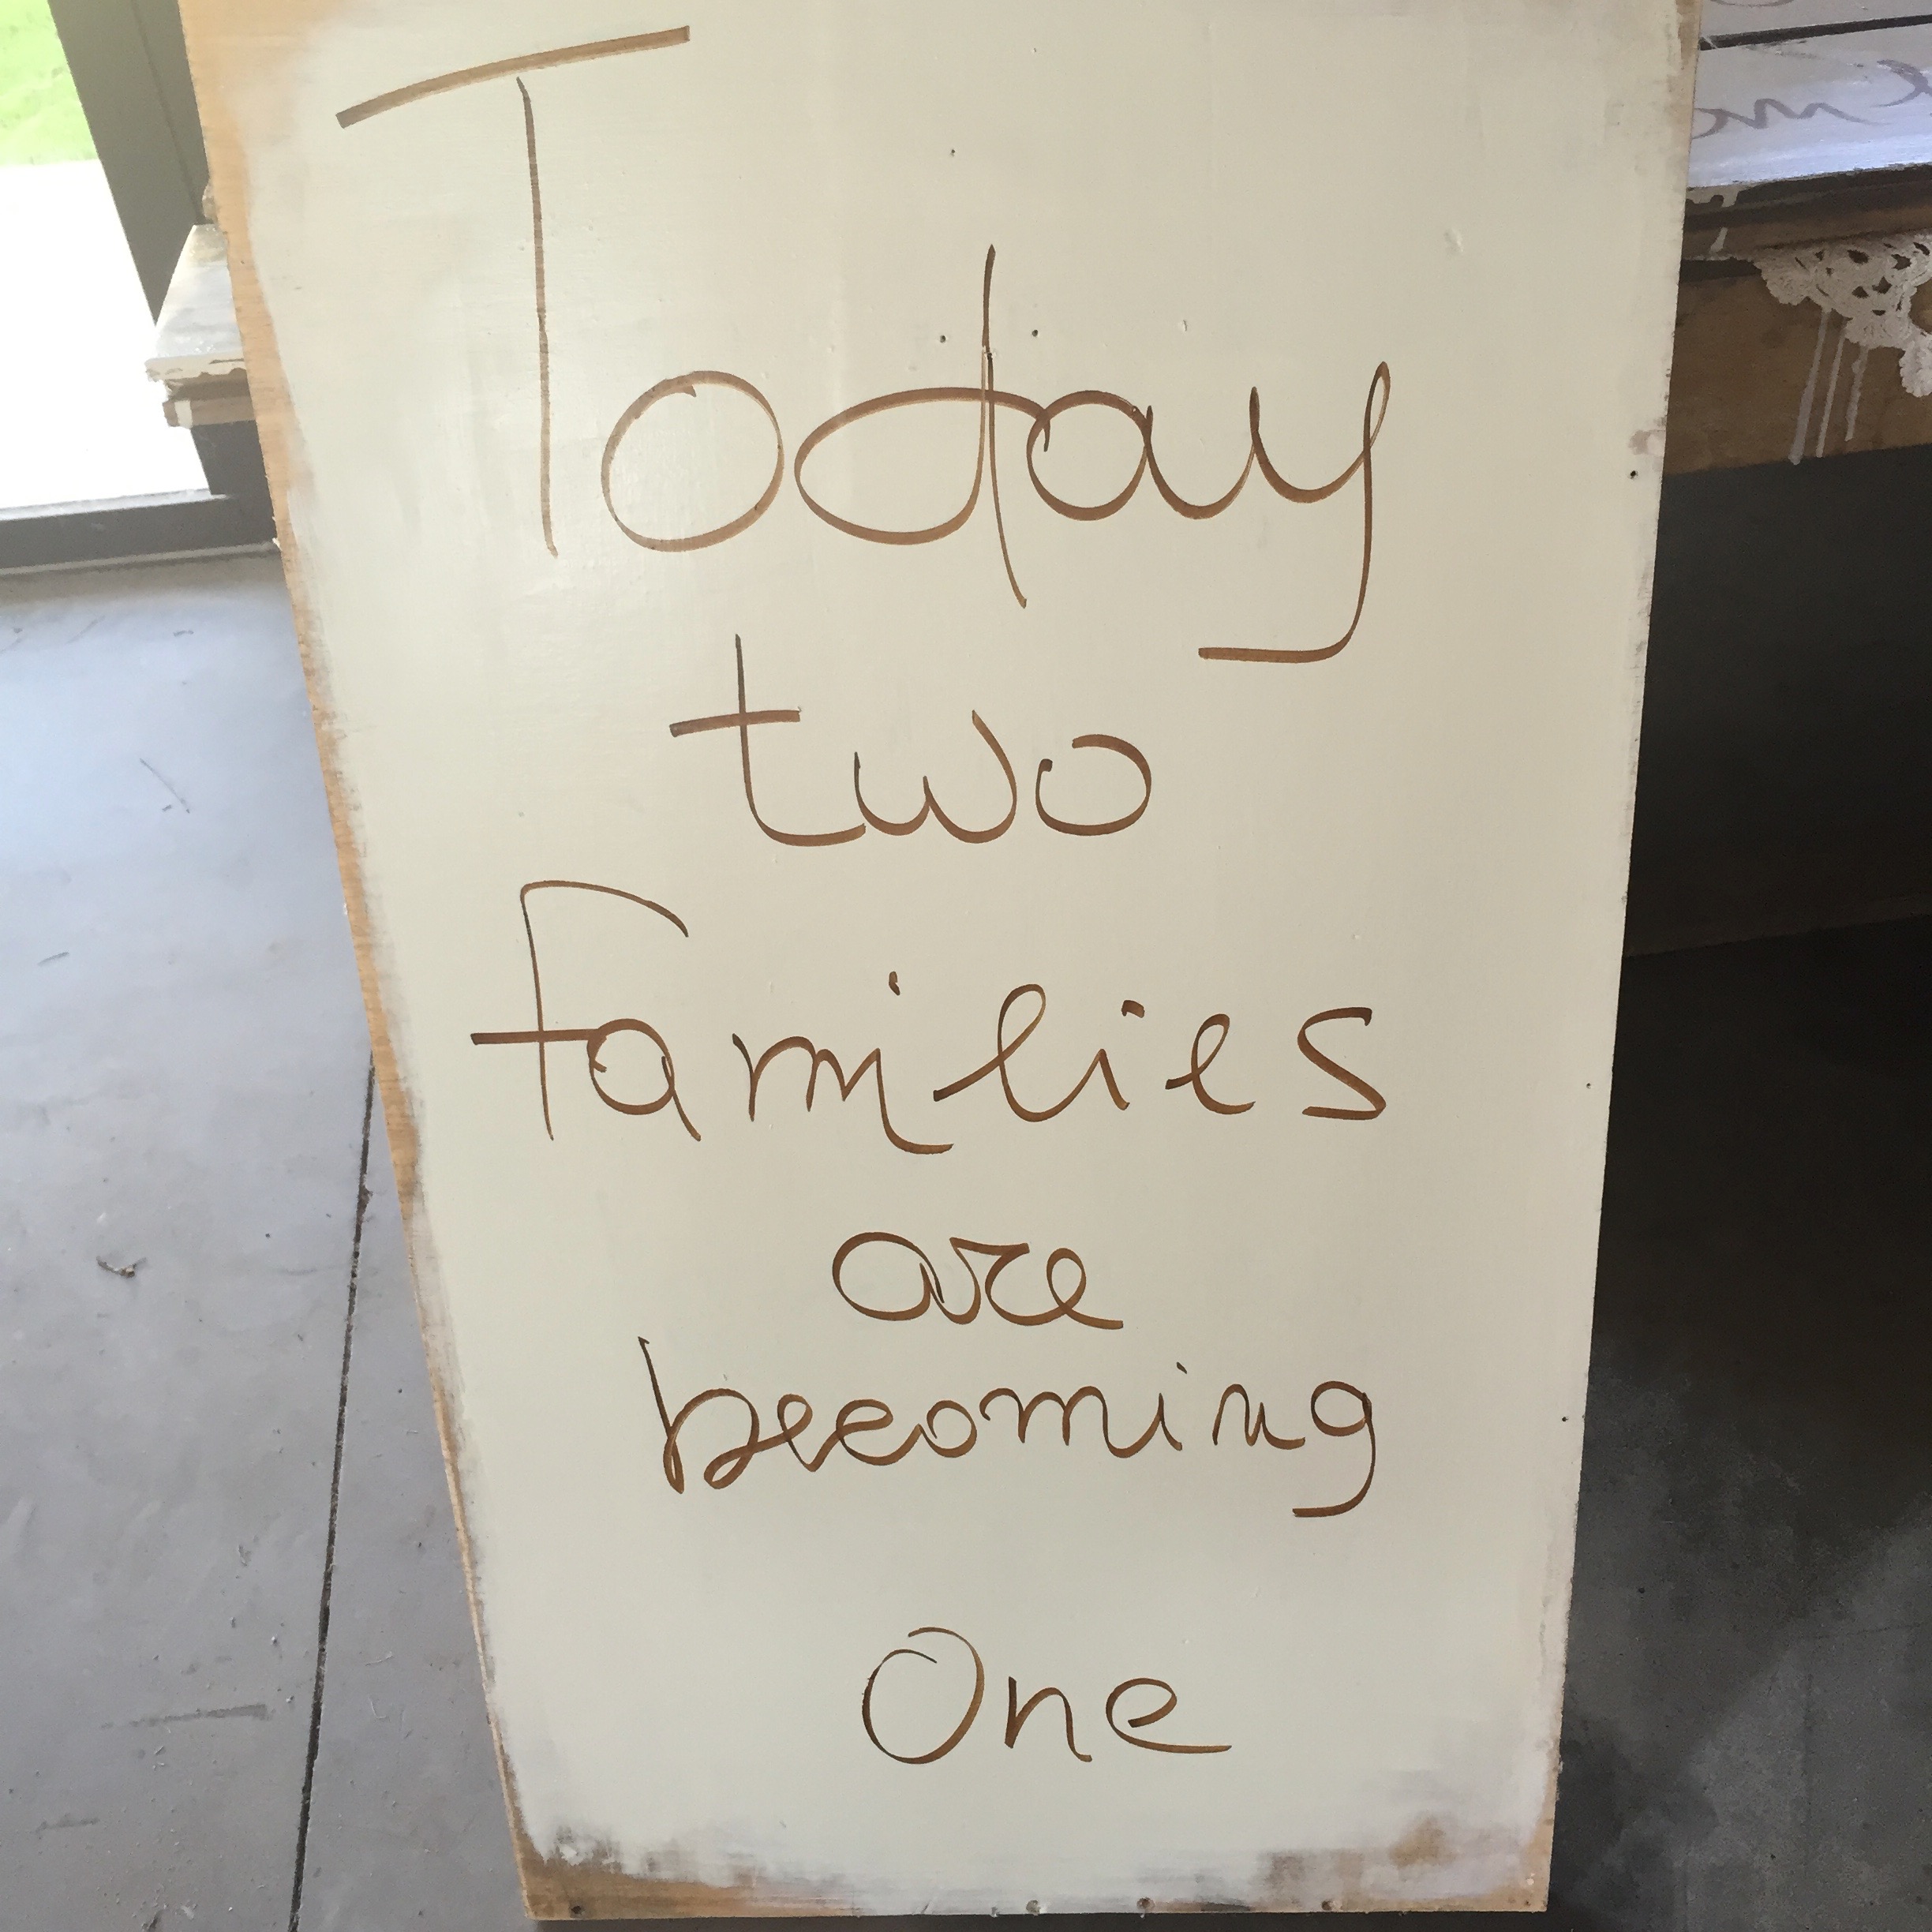 Today
two
families
are
becoming
One